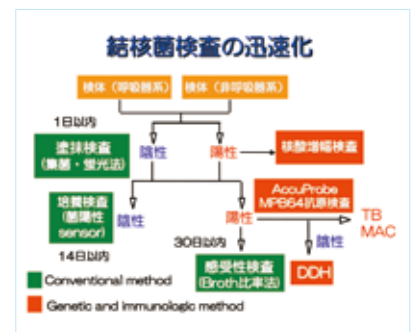 結核菌検査の迅速化
検体（呼吸器系）
検体（非呼吸器系）
1日以内
塗抹検査
(集菌・蛍光法)
陰性
陽性
核酸増幅検査
培養検査
(菌陽性
sensor)
14日以内
陰性
陽性
AccuProbe
MPB64抗原検査
TB
MAC
30日以内
感受性検査
(Broth比率法)
陰性
DDH
Conventional method
Genetic and immunologic method